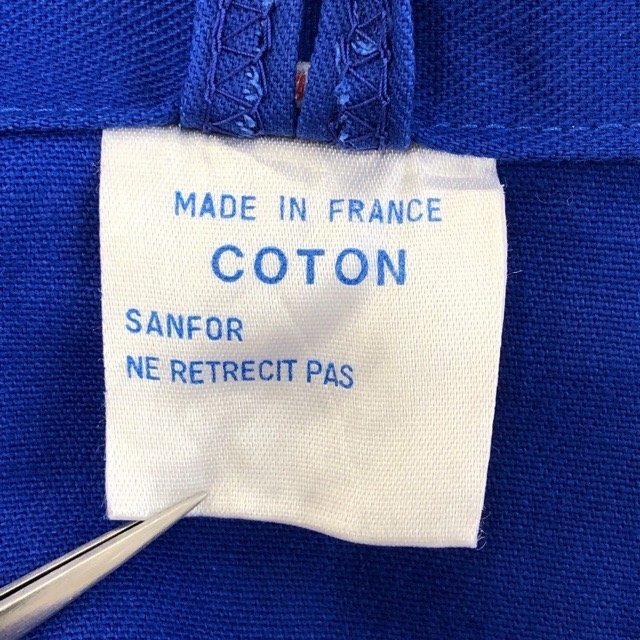 MADE IN FRANCE
COTON
SANFOR
NE RETRECIT PAS